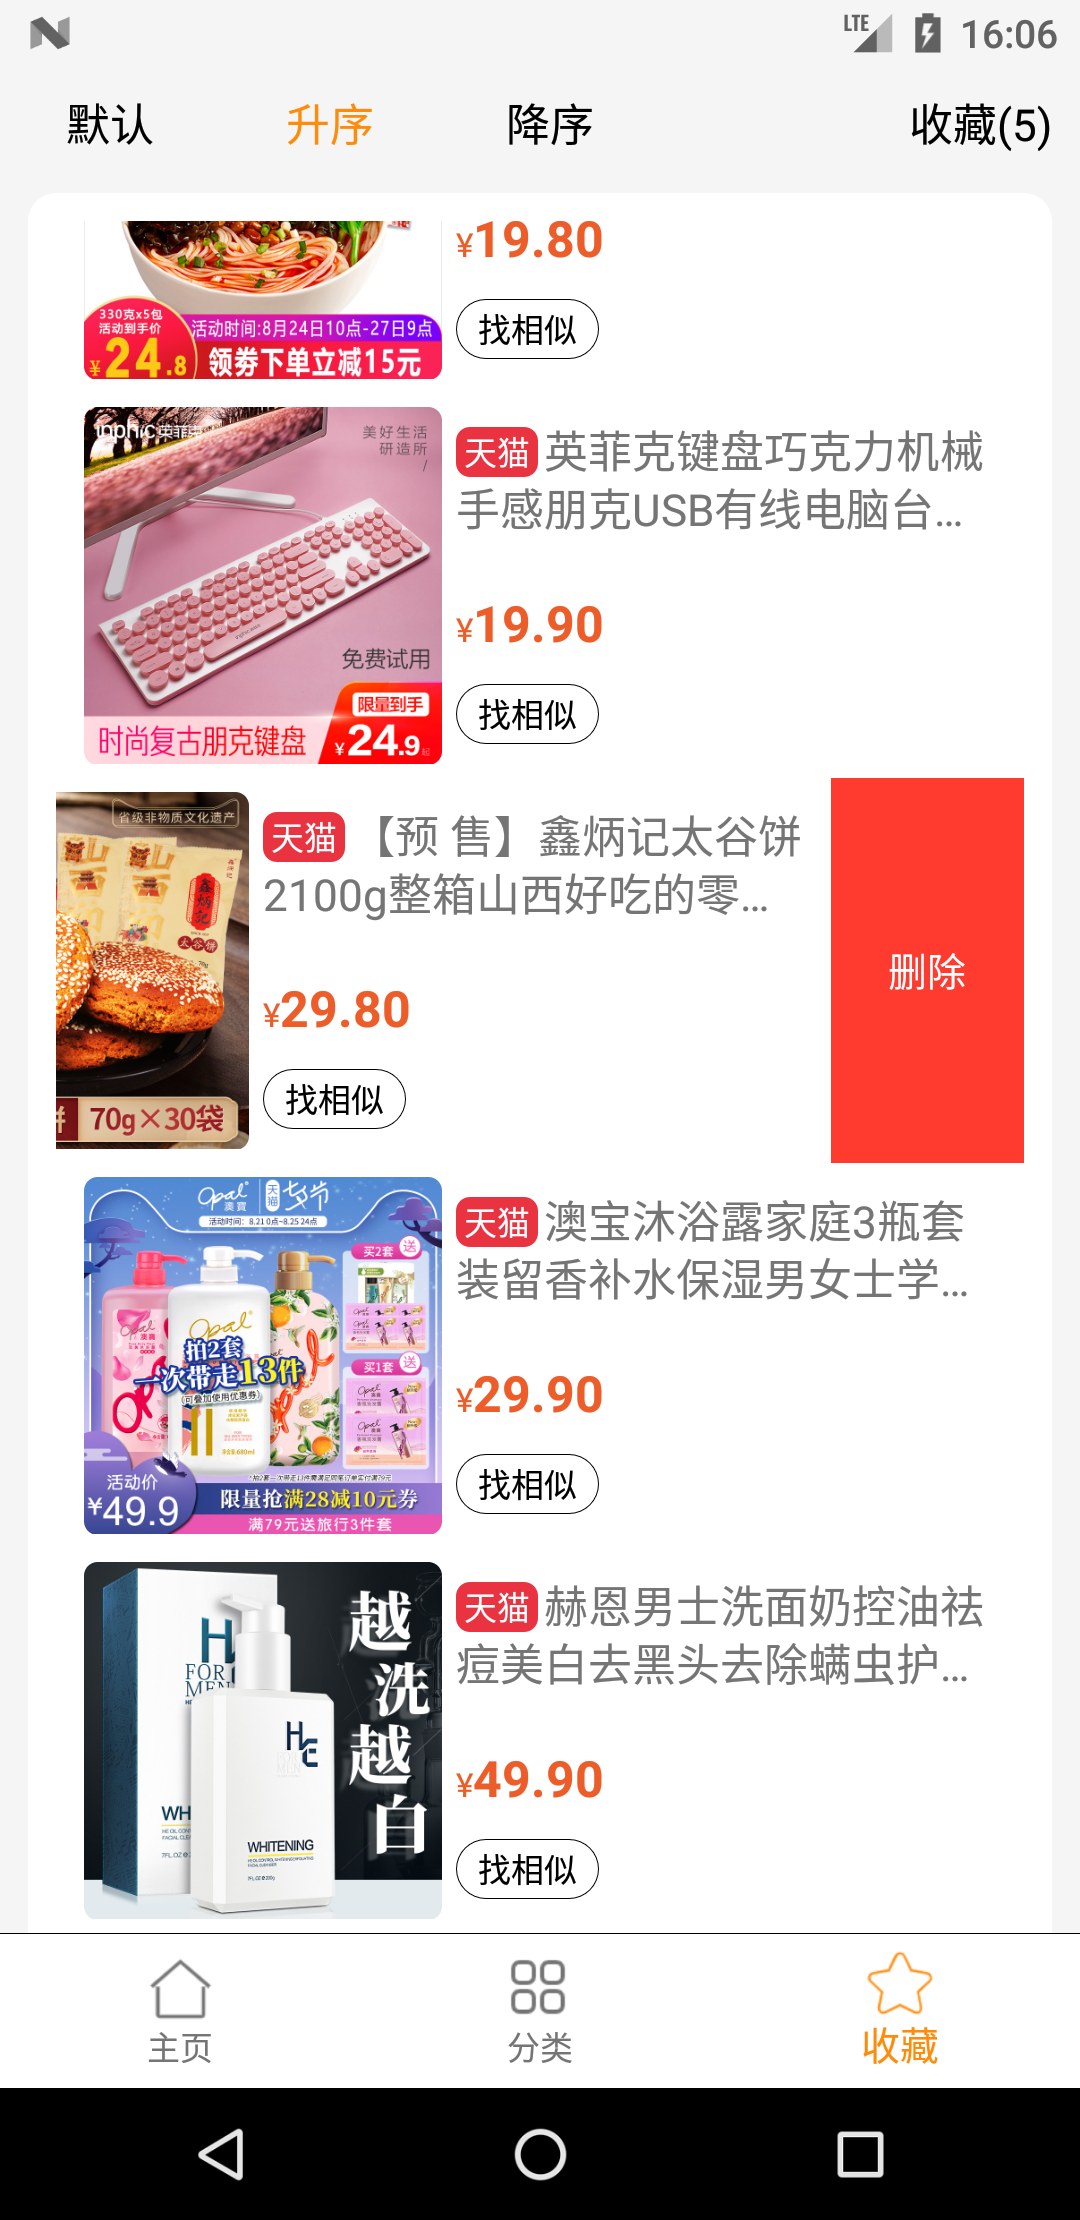 LTE 16:06
默认 升序 降序 收藏(5)
¥19.80
找相似
330克x5包
活动到手价
¥24.8
活动时间:8月24日10点-27日9点
领券下单立减15元
inphic英菲克
美好生活
研造所
/
免费试用
限量到手
¥24.9起
时尚复古朋克键盘
天猫 英菲克键盘巧克力机械
手感朋克USB有线电脑台...
¥19.90
找相似
省级非物质文化遗产
鑫炳记
太谷饼
饼 70g×30袋
天猫 【预 售】鑫炳记太谷饼
2100g整箱山西好吃的零...
¥29.80
找相似
删除
Opal 澳宝 天猫 七夕节
活动时间: 8.21 0点~8.25 24点
买2套 送
买1套 送
拍2套
一次带走13件
(可叠加使用优惠券)
活动价
¥49.9
限量抢满28减10元券
满79元送旅行3件套
天猫 澳宝沐浴露家庭3瓶套
装留香补水保湿男女士学...
¥29.90
找相似
FOR
MEN
WH
HE
WHITENING
越洗越白
天猫 赫恩男士洗面奶控油祛
痘美白去黑头去除螨虫护...
¥49.90
找相似
主页 分类 收藏